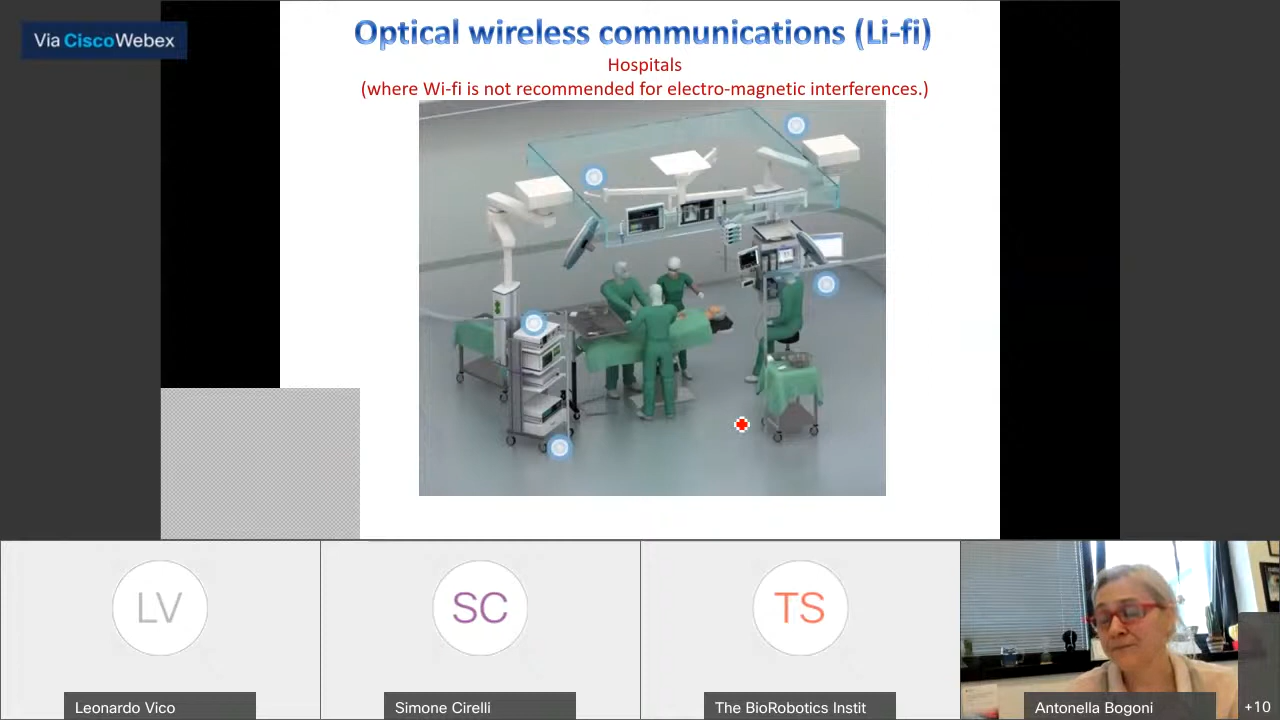 Via CiscoWebex
Optical wireless communications (Li-fi)
Hospitals
(where Wi-fi is not recommended for electro-magnetic interferences.)
LV
SC
TS
Leonardo Vico
Simone Cirelli
The BioRobotics Instit
Antonella Bogoni
+10